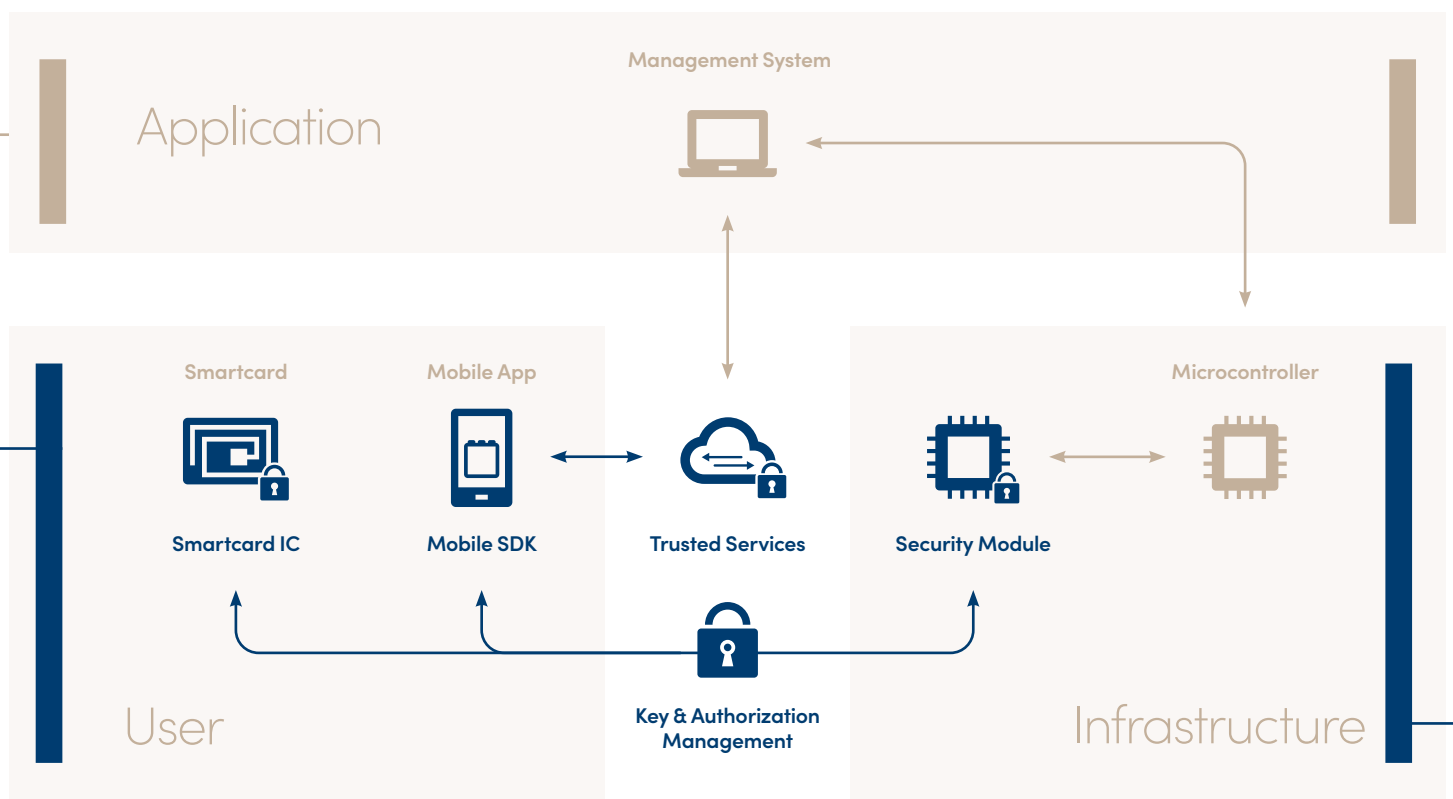 Management System
Application
Smartcard
Mobile App
Microcontroller
Smartcard IC
Mobile SDK
Trusted Services
Security Module
Key & Authorization
Management
User
Infrastructure